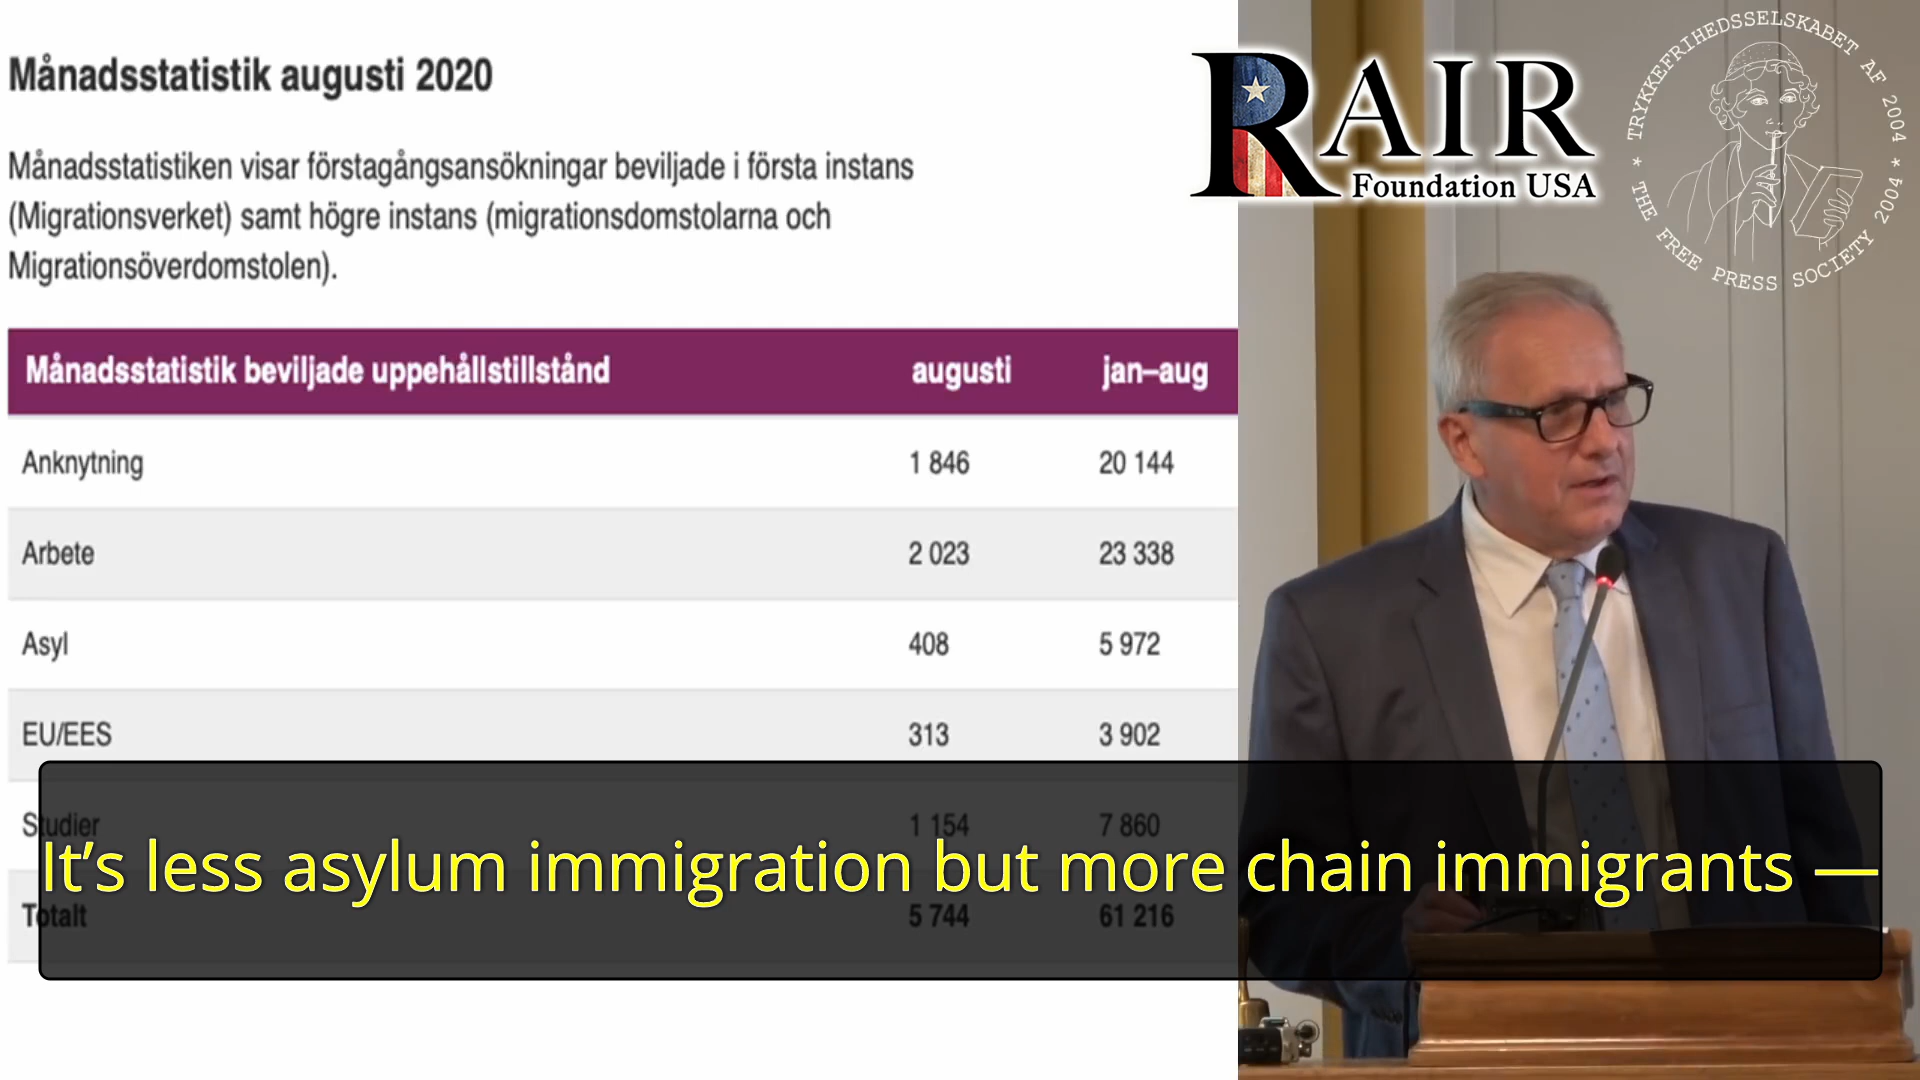 Månadsstatistik augusti 2020
Månadsstatistiken visar förstagångsansökningar beviljade i första instans
(Migrationsverket) samt högre instans (migrationsdomstolarna och
Migrationsöverdomstolen).
Månadsstatistik beviljade uppehållstillstånd augusti jan–aug
Anknytning 1 846 20 144
Arbete 2 023 23 338
Asyl 408 5 972
EU/EES 313 3 902
Studier 1 154 7 860
Totalt 5 744 61 216
RAIR
Foundation USA
TRYKKEFRIHEDSSELSKABET AF 2004 * THE FREE PRESS SOCIETY 2004 *
It’s less asylum immigration but more chain immigrants —